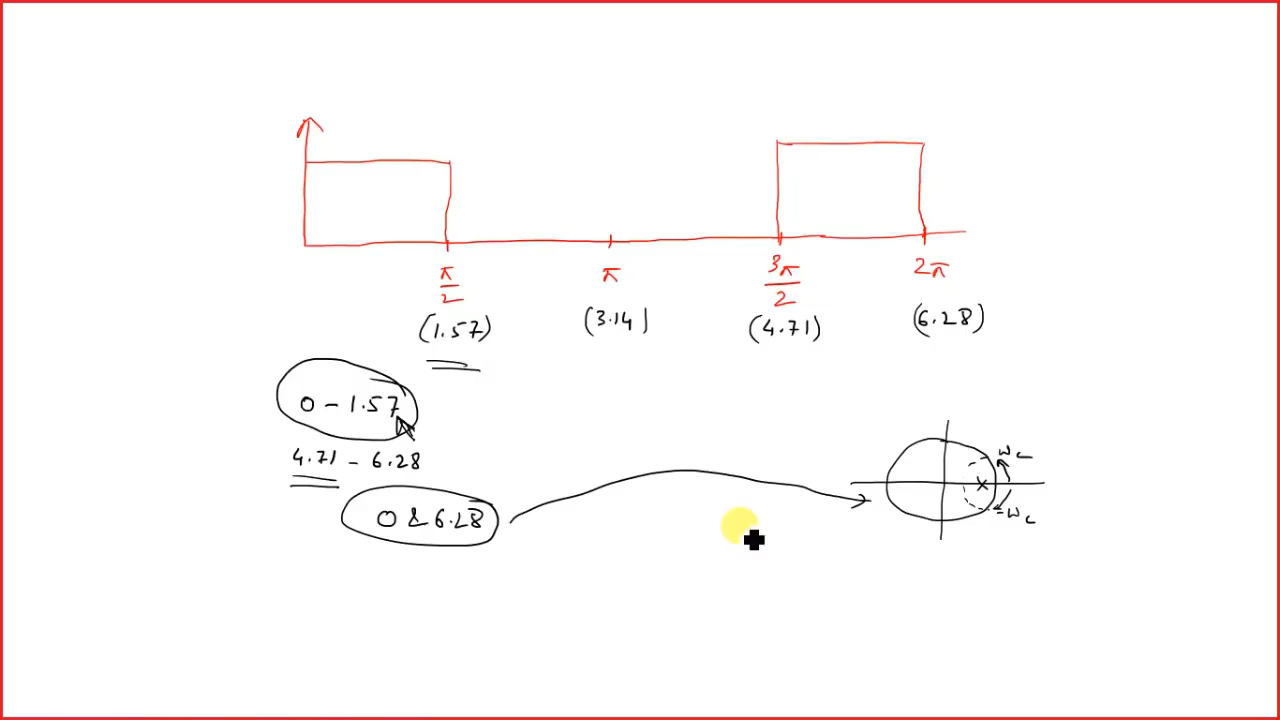 π/2 π 3π/2 2π
(1.57) (3.14) (4.71) (6.28)
0 - 1.57
4.71 - 6.28
0 & 6.28
ωc
-ωc